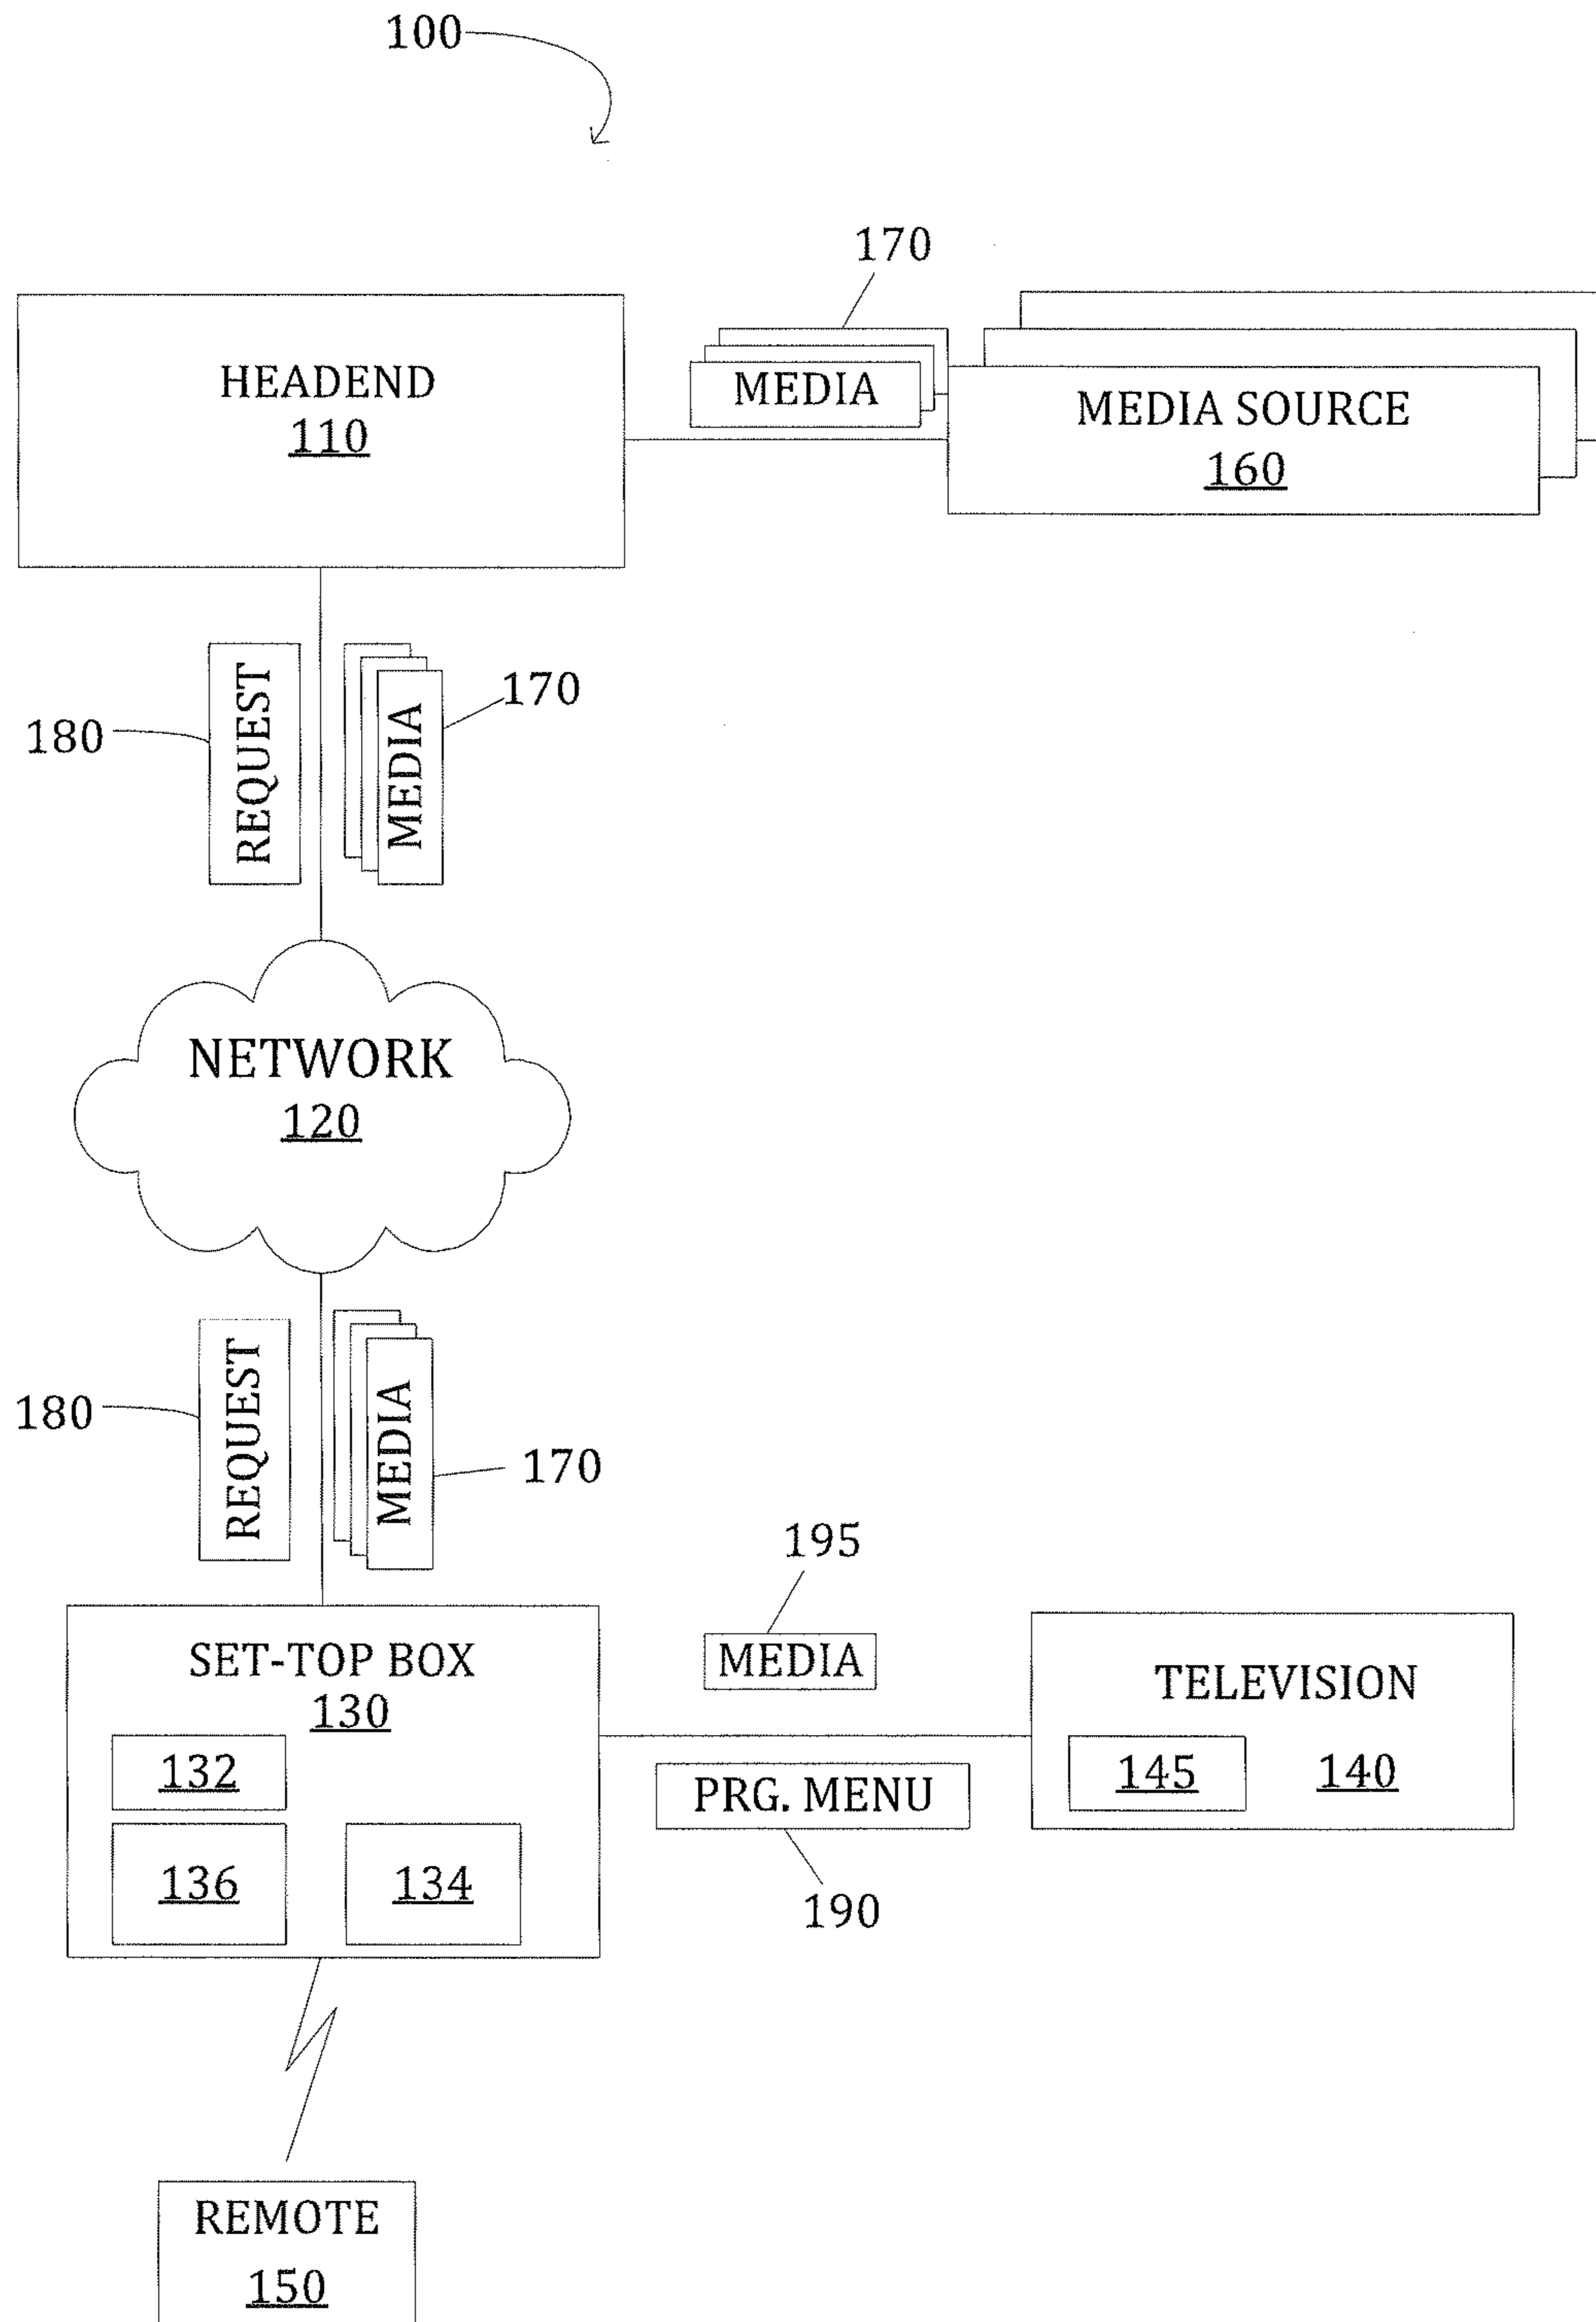 100
170
HEADEND
110
MEDIA
MEDIA SOURCE
160
180
REQUEST
MEDIA
170
NETWORK
120
180
REQUEST
MEDIA
170
195
SET-TOP BOX
130
MEDIA
TELEVISION
132
PRG. MENU
145
140
136
134
190
REMOTE
150